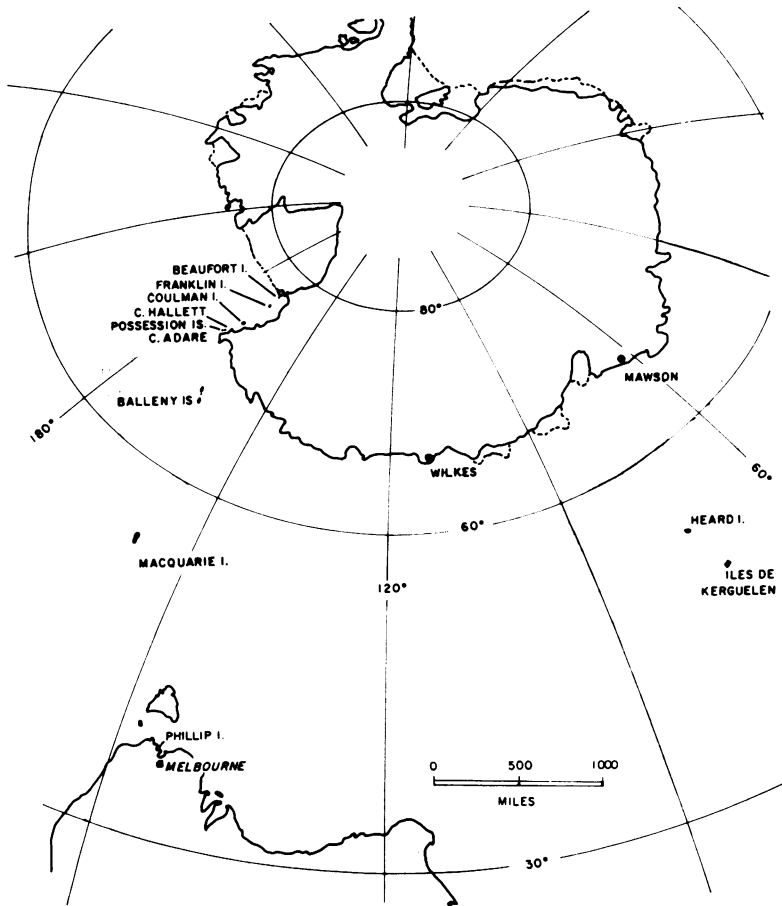 BEAUFORT I.
FRANKLIN I.
COULMAN I.
C. HALLETT
POSSESSION IS.
C. ADARE
80°
MAWSON
BALLENY IS
180°
WILKES
60°
60°
HEARD I.
MACQUARIE I.
ILES DE
KERGUELEN
120°
PHILLIP I.
MELBOURNE
0 500 1000
MILES
30°